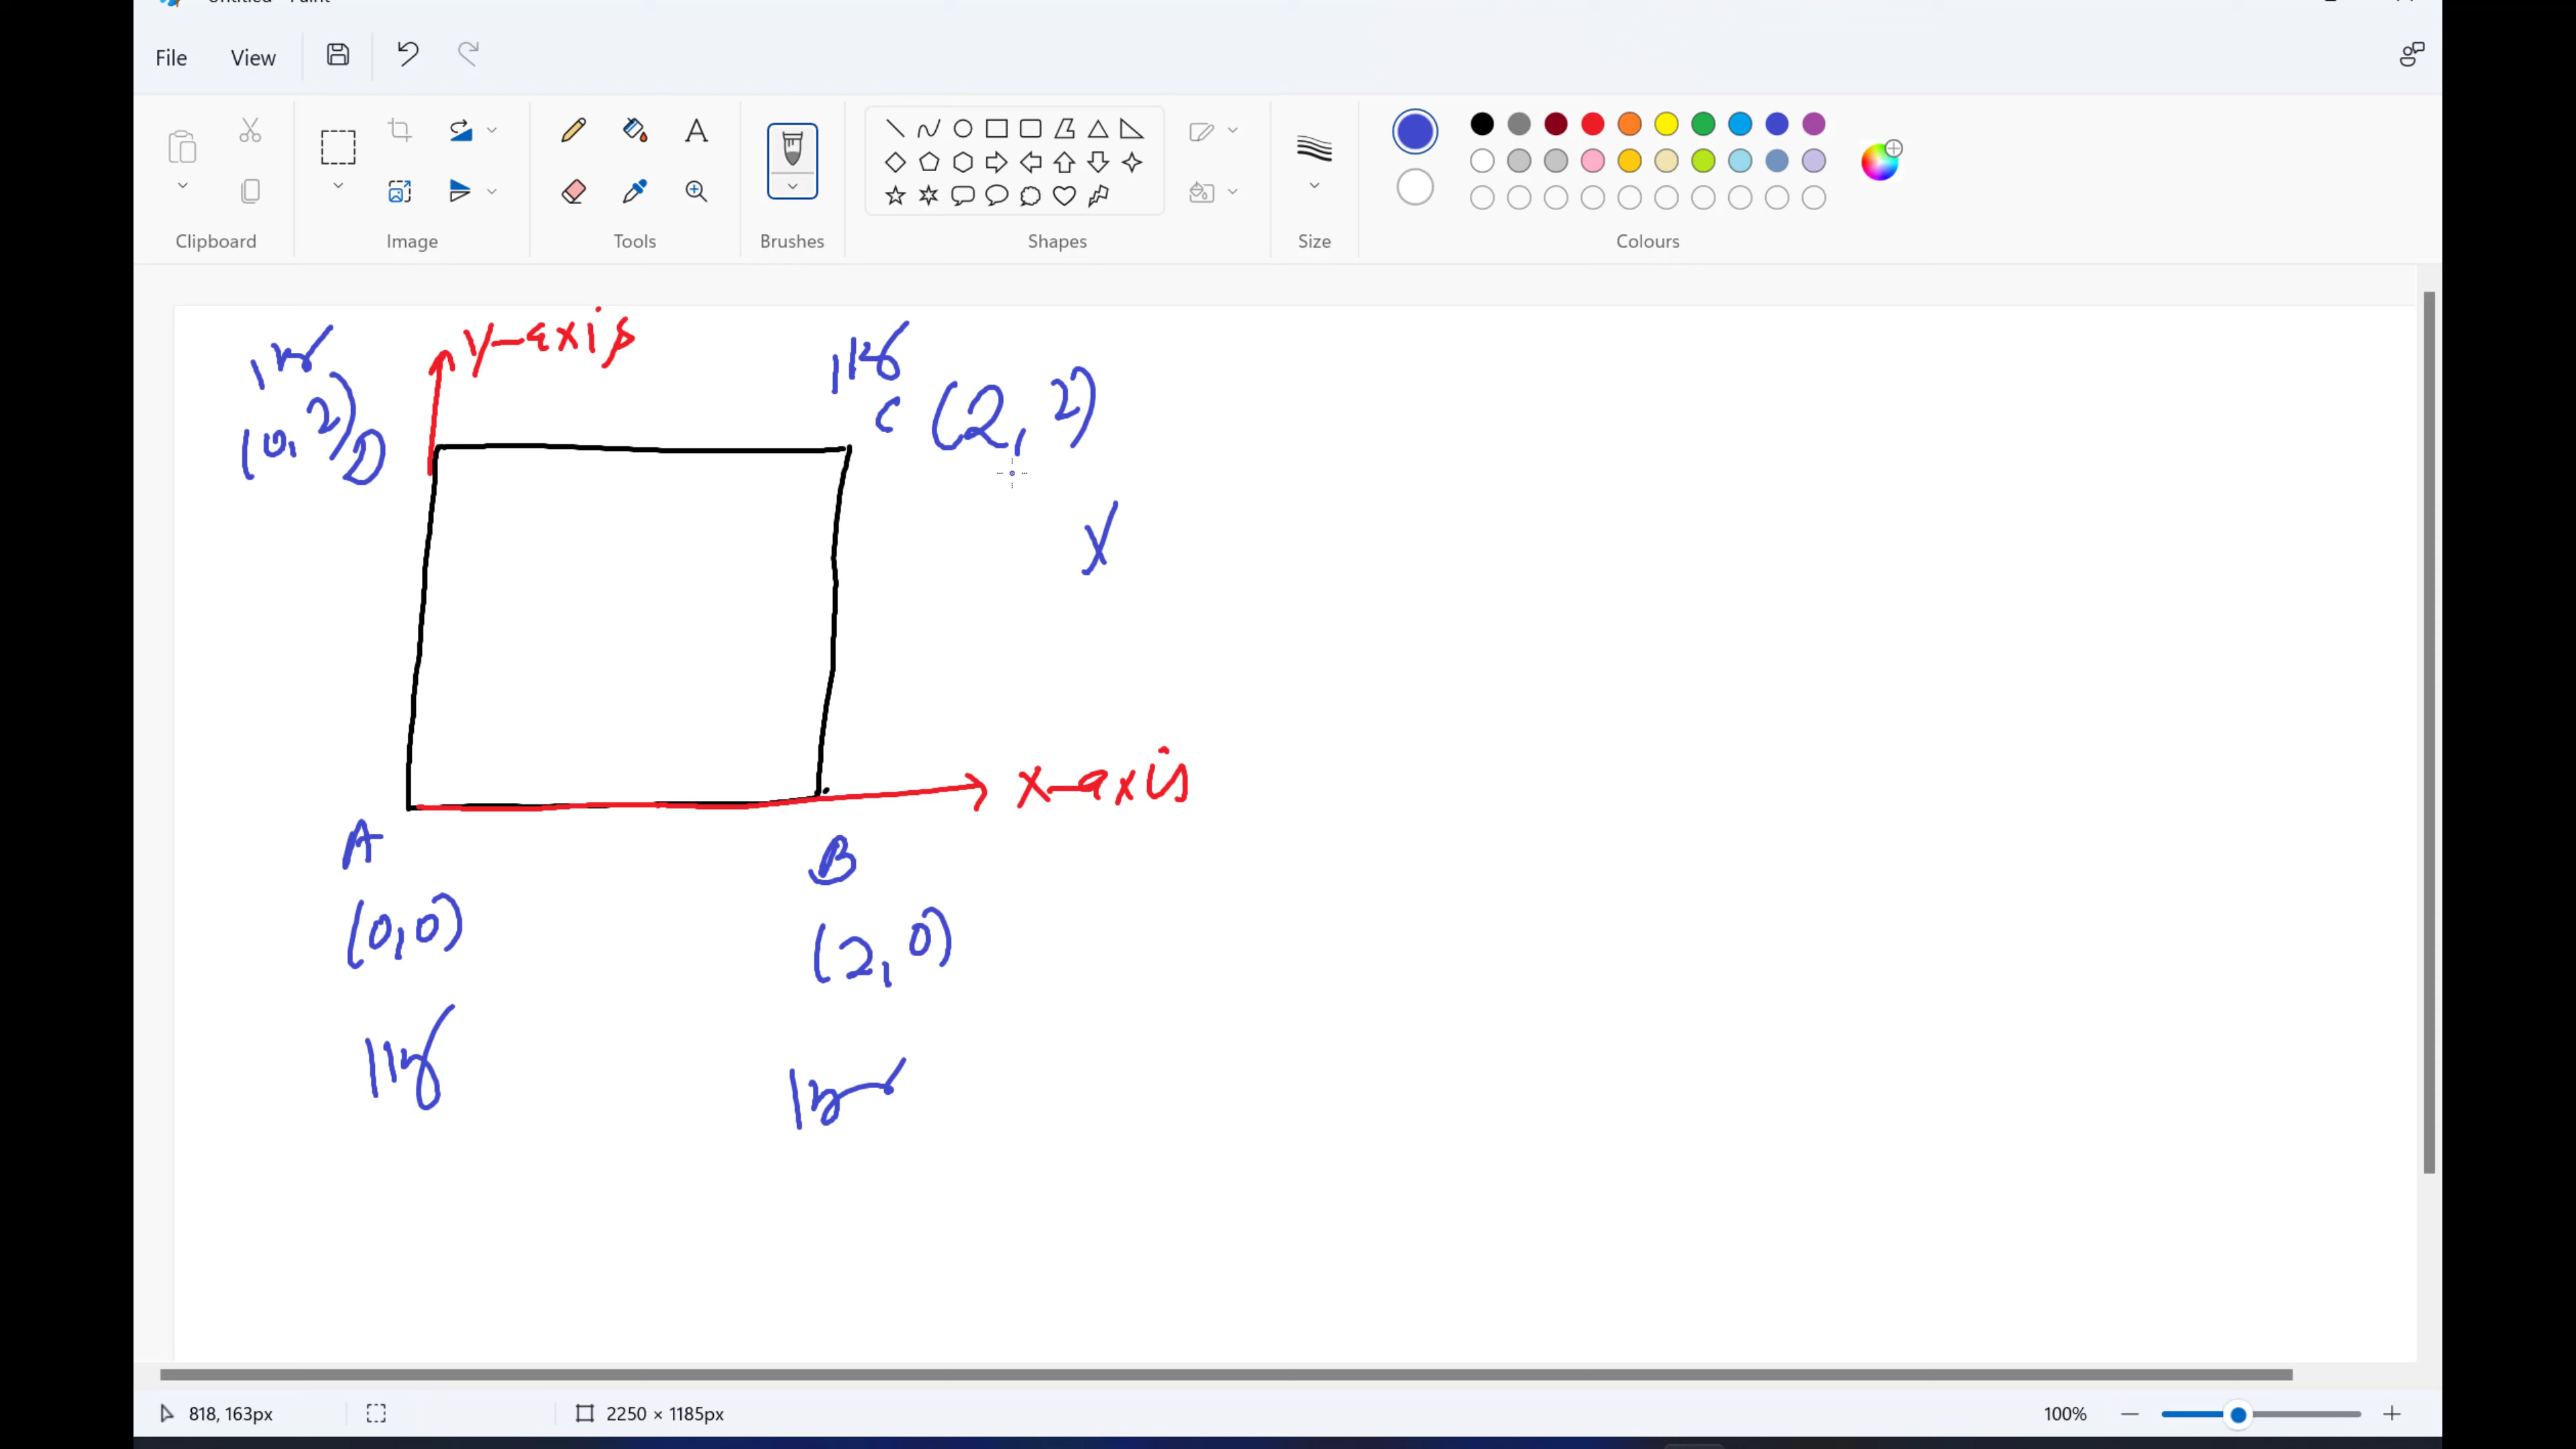 File View
Clipboard Image Tools Brushes Shapes Size Colours
y-axis
(0, 2) D
C (2, 2)
X
x-axis
A
B
(0,0)
(2, 0)
818, 163px 2250 × 1185px 100%